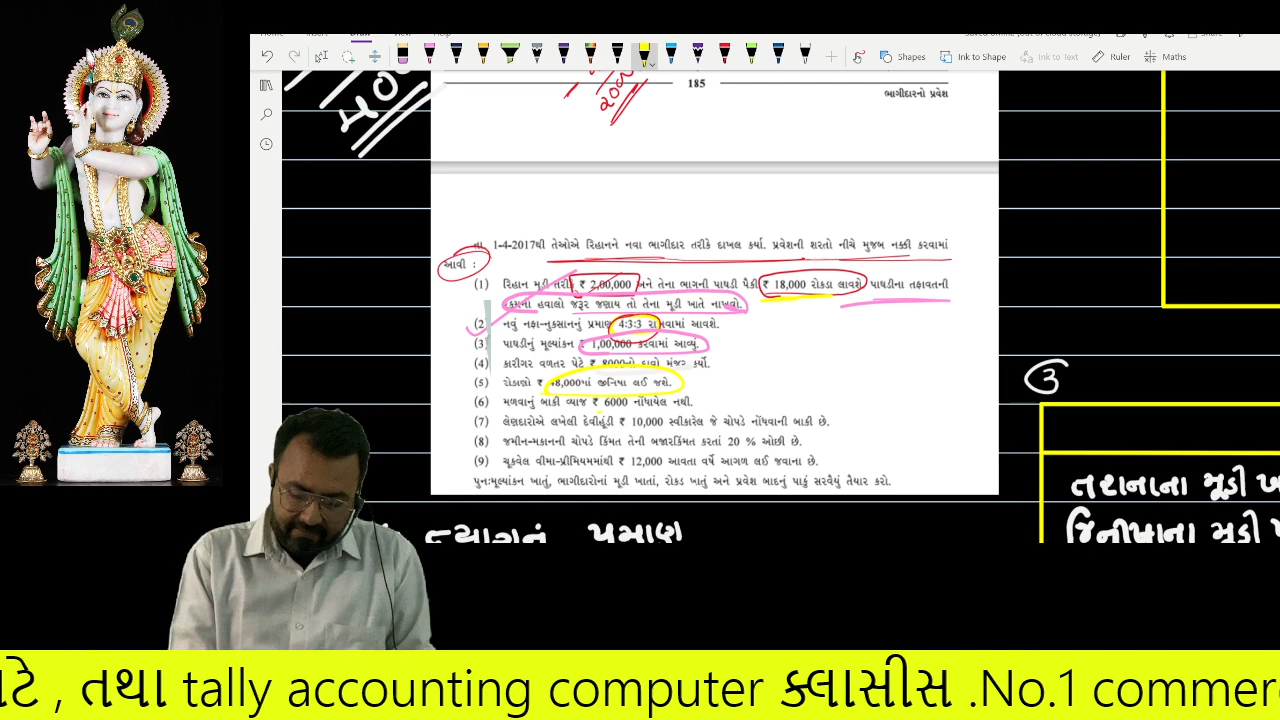 Shapes Ink to Shape Ink to Text Ruler Maths
૫૦
૨૦૦
185
ભાગીદારનો પ્રવેશ
તા 1-4-2017થી તેઓએ રિહાનને નવા ભાગીદાર તરીકે દાખલ કર્યા. પ્રવેશની શરતો નીચે મુજબ નક્કી કરવામાં
આવી :
(1) રિહાન મૂડી તરીકે ₹ 2,00,000 અને તેના ભાગની પાઘડી પૈકી ₹ 18,000 રોકડા લાવશે પાઘડીના તફાવતની
રકમનો હવાલો જરૂર જણાય તો તેના મૂડી ખાતે નાખવો.
(2 નવું નફા-નુકસાનનું પ્રમાણ 4:3:3 રાખવામાં આવશે.
(3) પાઘડીનું મૂલ્યાંકન ₹ 1,00,000 કરવામાં આવ્યું.
(4) કારીગર વળતર પેટે ₹ 8000નો દાવો મંજૂર કર્યો.
(5) રોકાણો ₹ 48,000માં જીનિષા લઈ જશે.
(6) મળવાનું બાકી વ્યાજ ₹ 6000 નોંધાયેલ નથી.
(7) લેણદારોએ લખેલી દેવીહૂંડી ₹ 10,000 સ્વીકારેલ જે ચોપડે નોંધવાની બાકી છે.
(8) જમીન-મકાનની ચોપડે કિંમત તેની બજારકિંમત કરતાં 20 % ઓછી છે.
(9) ચૂકવેલ વીમા-પ્રીમિયમમાંથી ₹ 12,000 આવતા વર્ષે આગળ લઈ જવાના છે.
પુનઃમૂલ્યાંકન ખાતું, ભાગીદારોનાં મૂડી ખાતાં, રોકડ ખાતું અને પ્રવેશ બાદનું પાકું સરવૈયું તૈયાર કરો.
ત્યાગનું પ્રમાણ
૩
મૂડી
મૂડી
, તથા tally accounting computer ક્લાસીસ .No.1 commer